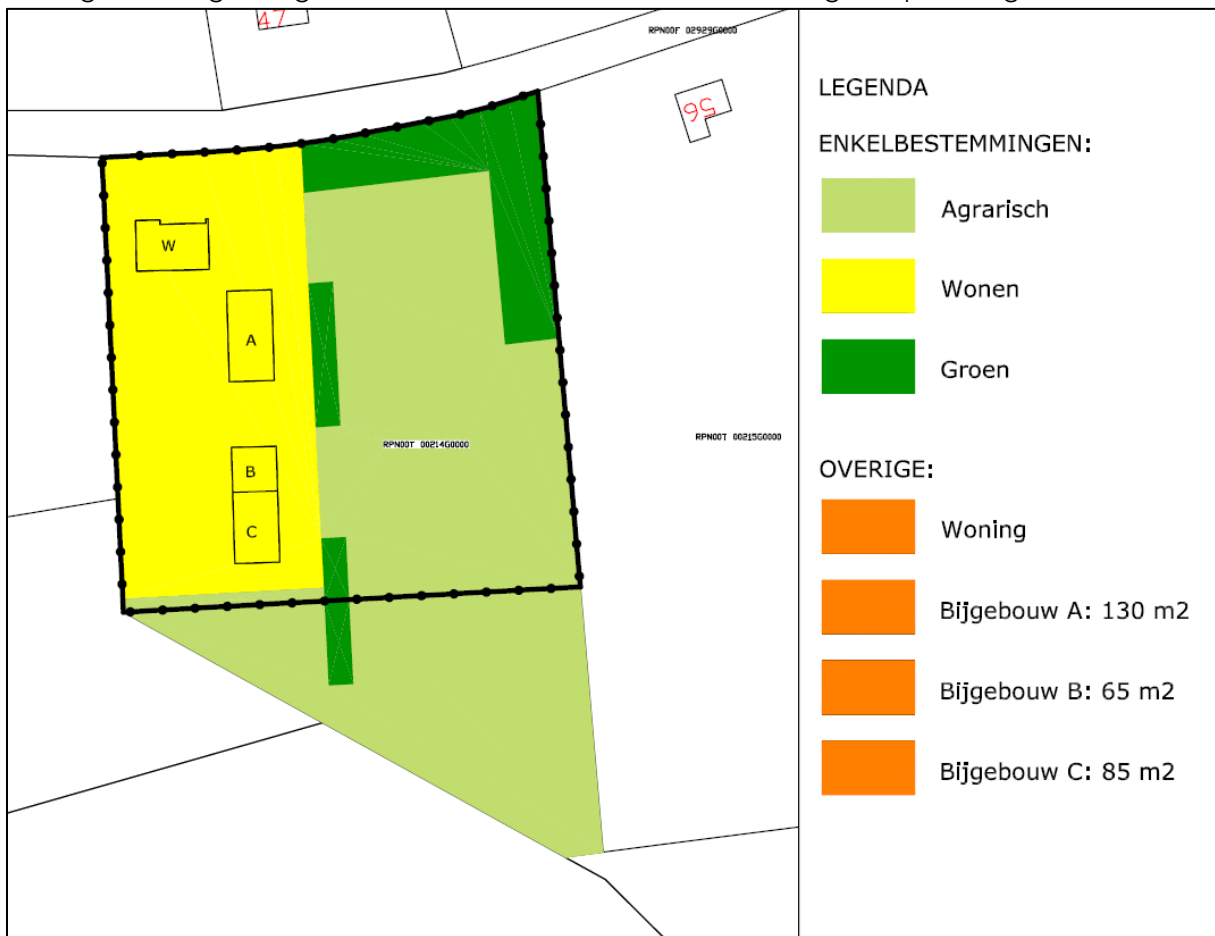 47
RPN00F 02929G0000
56
W
A
B
C
RPN00T 00214G0000
RPN00T 00215G0000
LEGENDA
ENKELBESTEMMINGEN:
Agrarisch
Wonen
Groen
OVERIGE:
Woning
Bijgebouw A: 130 m2
Bijgebouw B: 65 m2
Bijgebouw C: 85 m2